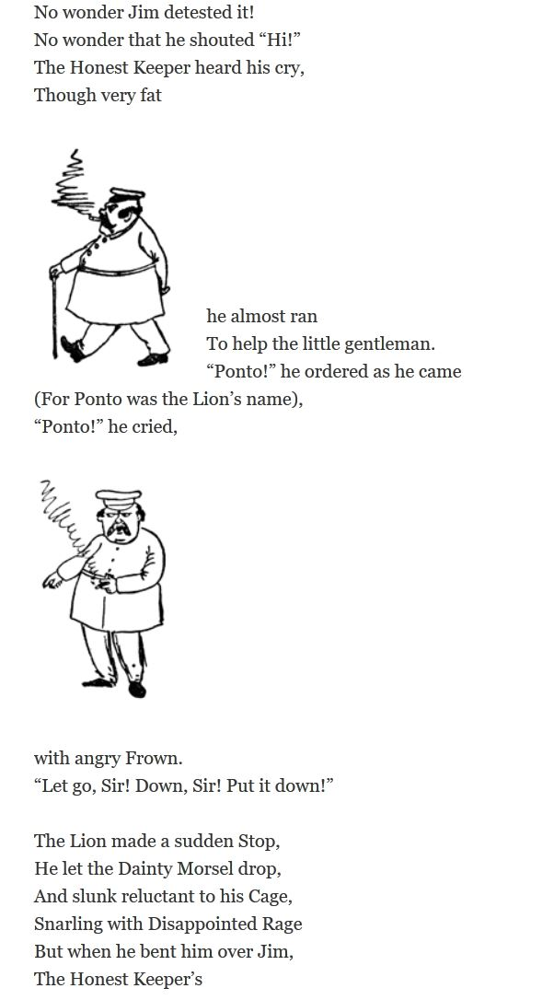 No wonder Jim detested it!
No wonder that he shouted “Hi!”
The Honest Keeper heard his cry,
Though very fat
he almost ran
To help the little gentleman.
“Ponto!” he ordered as he came
(For Ponto was the Lion’s name),
“Ponto!” he cried,
with angry Frown.
“Let go, Sir! Down, Sir! Put it down!”
The Lion made a sudden Stop,
He let the Dainty Morsel drop,
And slunk reluctant to his Cage,
Snarling with Disappointed Rage
But when he bent him over Jim,
The Honest Keeper’s